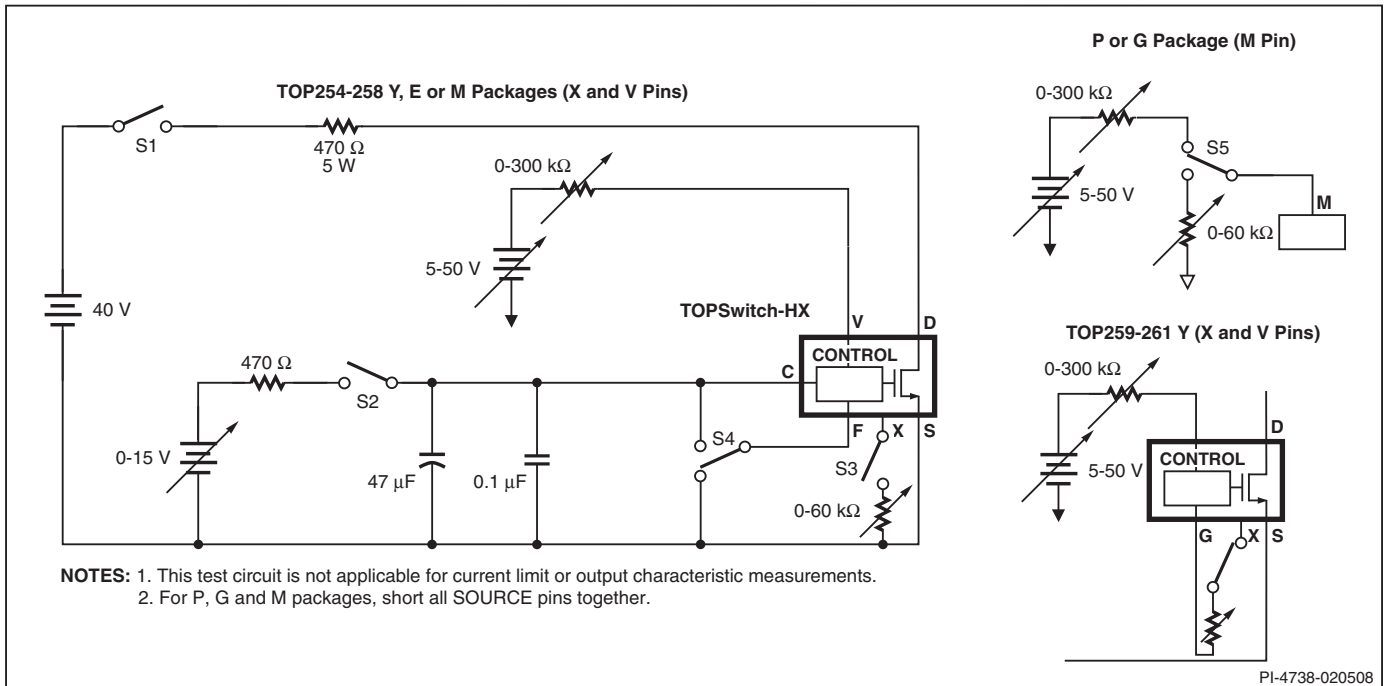 P or G Package (M Pin)
TOP254-258 Y, E or M Packages (X and V Pins)
S1
470 Ω
5 W
0-300 kΩ
5-50 V
40 V
TOPSwitch-HX
V
D
CONTROL
C
F
X
S
470 Ω
S2
0-15 V
47 µF
0.1 µF
S4
S3
0-60 kΩ
0-300 kΩ
S5
5-50 V
M
0-60 kΩ
TOP259-261 Y (X and V Pins)
0-300 kΩ
D
5-50 V
CONTROL
G
X
S
NOTES: 1. This test circuit is not applicable for current limit or output characteristic measurements.
2. For P, G and M packages, short all SOURCE pins together.
PI-4738-020508